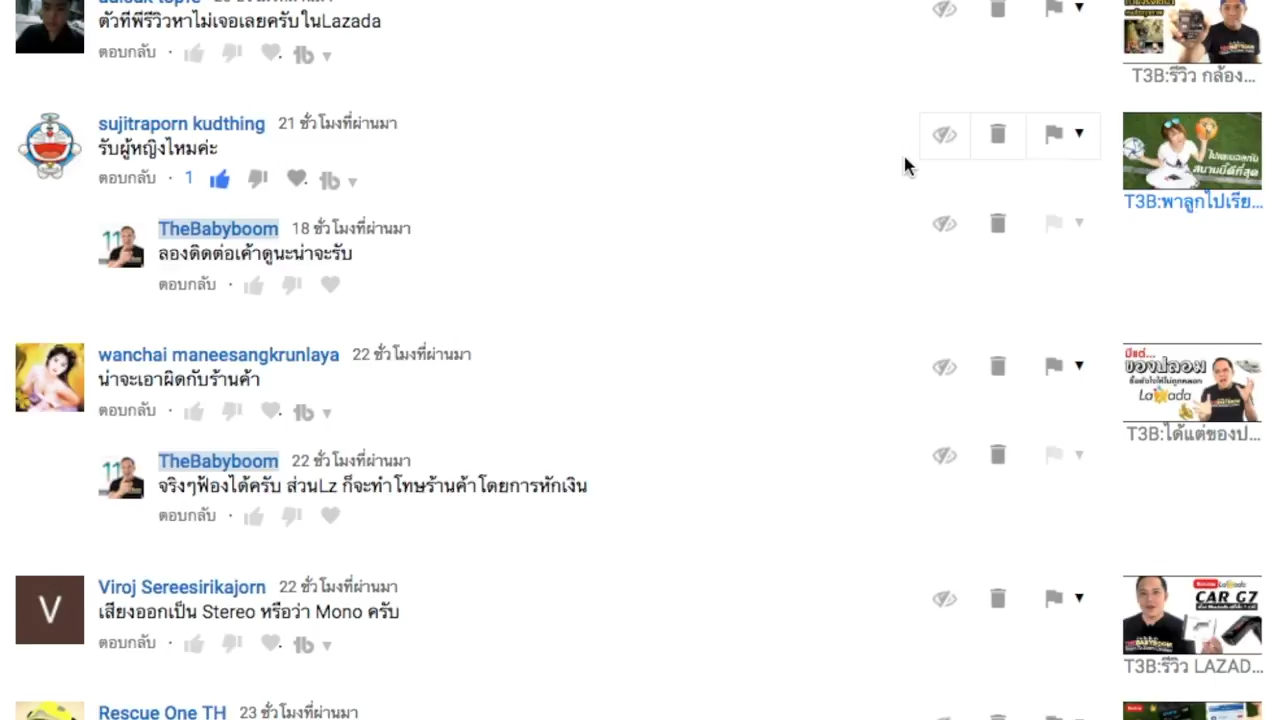 ตัวที่พี่รีวิวหาไม่เจอเลยครับในLazada
ตอบกลับ ·
T3B:รีวิว กล้อง...
sujitraporn kudthing 21 ชั่วโมงที่ผ่านมา
รับผู้หญิงไหมค่ะ
ตอบกลับ · 1
T3B:พาลูกไปเรีย...
TheBabyboom 18 ชั่วโมงที่ผ่านมา
ลองติดต่อเค้าดูนะน่าจะรับ
ตอบกลับ ·
wanchai maneesangkrunlaya 22 ชั่วโมงที่ผ่านมา
น่าจะเอาผิดกับร้านค้า
ตอบกลับ ·
มีแต่...
ของปลอม
Lazada
T3B:ได้แต่ของป...
TheBabyboom 22 ชั่วโมงที่ผ่านมา
จริงๆฟ้องได้ครับ ส่วนLz ก็จะทำโทษร้านค้าโดยการหักเงิน
ตอบกลับ ·
V
Viroj Sereesirikajorn 22 ชั่วโมงที่ผ่านมา
เสียงออกเป็น Stereo หรือว่า Mono ครับ
ตอบกลับ ·
CAR G7
T3B:รีวิว LAZAD...
Rescue One TH 23 ชั่วโมงที่ผ่านมา